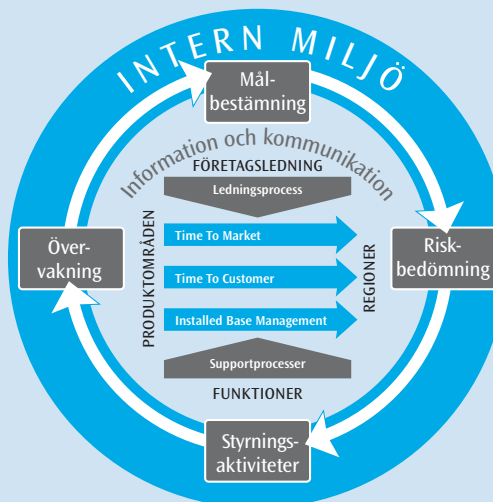 INTERN MILJÖ
Mål-
bestämning
Information och kommunikation
FÖRETAGSLEDNING
Ledningsprocess
PRODUKTOMRÅDEN
Time To Market
Time To Customer
Installed Base Management
REGIONER
Över-
vakning
Risk-
bedömning
Supportprocesser
FUNKTIONER
Styrnings-
aktiviteter